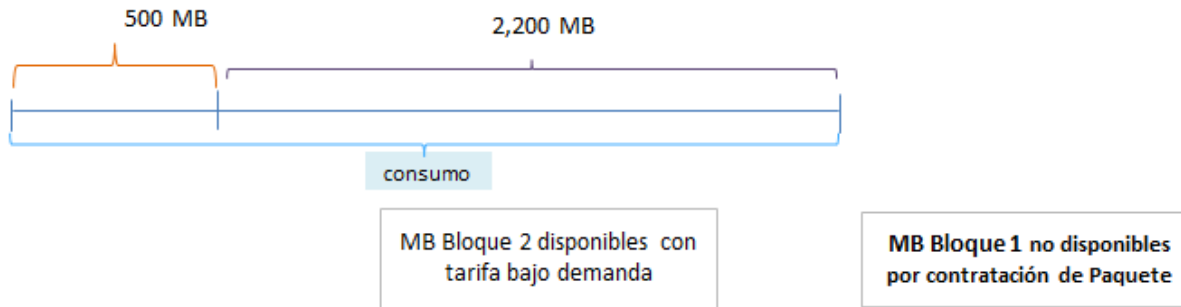 500 MB
2,200 MB
consumo
MB Bloque 2 disponibles con
tarifa bajo demanda
MB Bloque 1 no disponibles
por contratación de Paquete